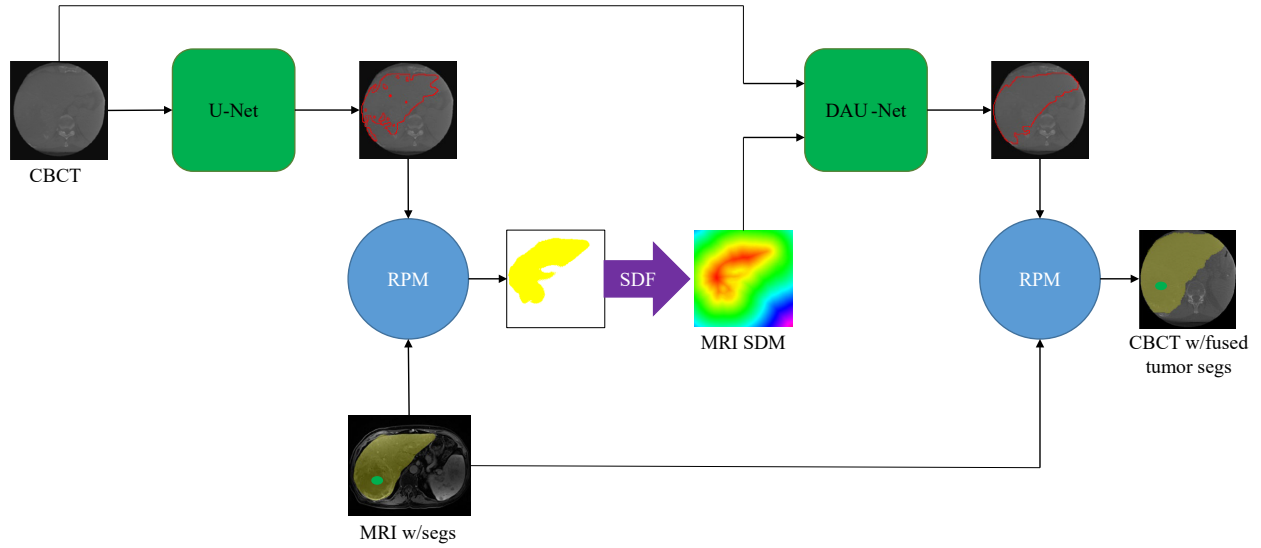 U-Net
DAU -Net
CBCT
RPM
SDF
RPM
MRI SDM
CBCT w/fused
tumor segs
MRI w/segs